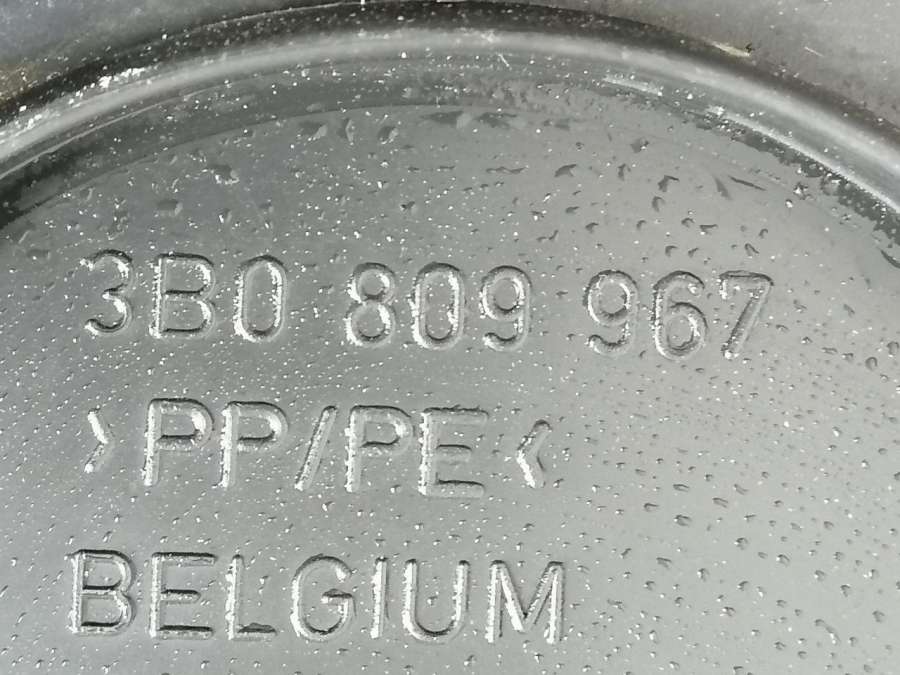 3B0 809 967
>PP/PE<
BELGIUM